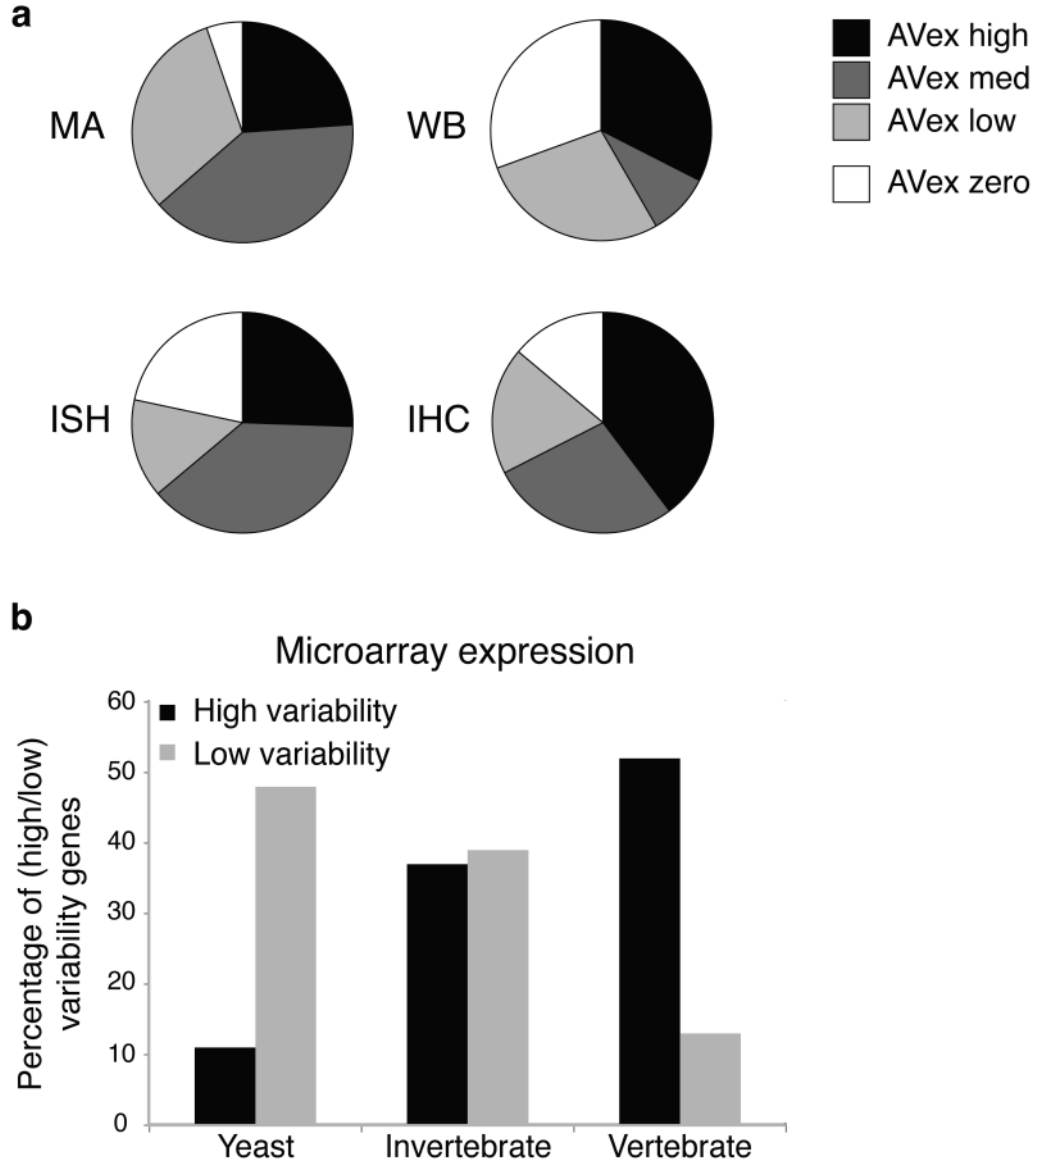 a
MA
WB
AVex high
AVex med
AVex low
AVex zero
ISH
IHC
b
Microarray expression
High variability
Low variability
Percentage of (high/low)
variability genes
60
50
40
30
20
10
0
Yeast
Invertebrate
Vertebrate